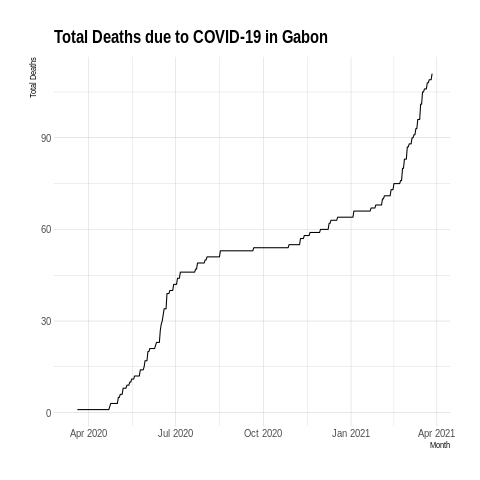 Total Deaths due to COVID-19 in Gabon
Total Deaths
90
60
30
0
Apr 2020 Jul 2020 Oct 2020 Jan 2021 Apr 2021
Month